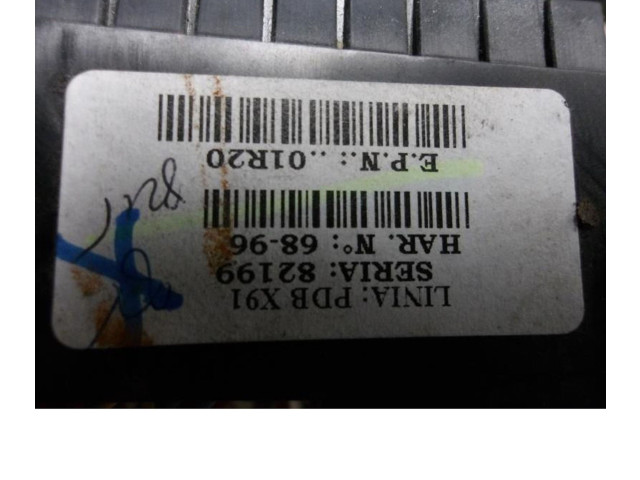 LINIA: PDB X91
SERIA: 82199
HAR. N°: 68-96
E.P.N.: ..01R20